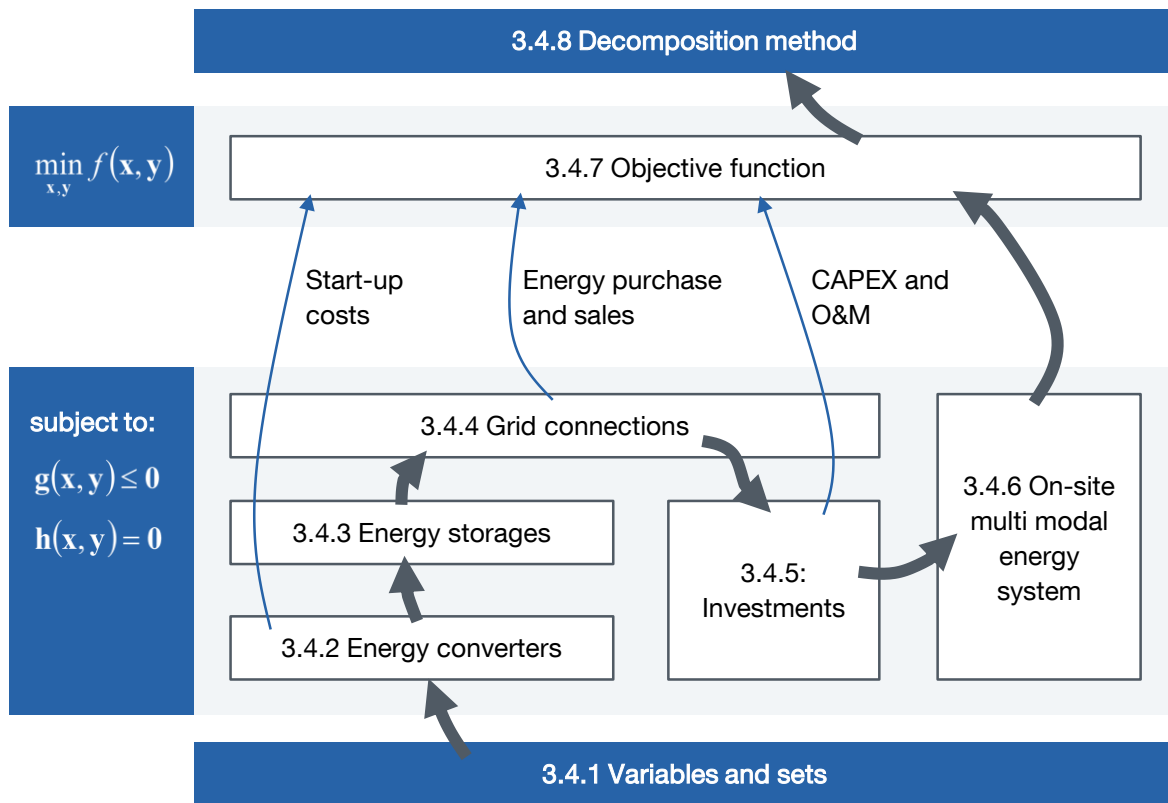 3.4.8 Decomposition method
min f(x, y)
x,y
3.4.7 Objective function
Start-up
costs
Energy purchase
and sales
CAPEX and
O&M
subject to:
g(x, y) ≤ 0
h(x, y) = 0
3.4.4 Grid connections
3.4.3 Energy storages
3.4.2 Energy converters
3.4.5:
Investments
3.4.6 On-site
multi modal
energy
system
3.4.1 Variables and sets